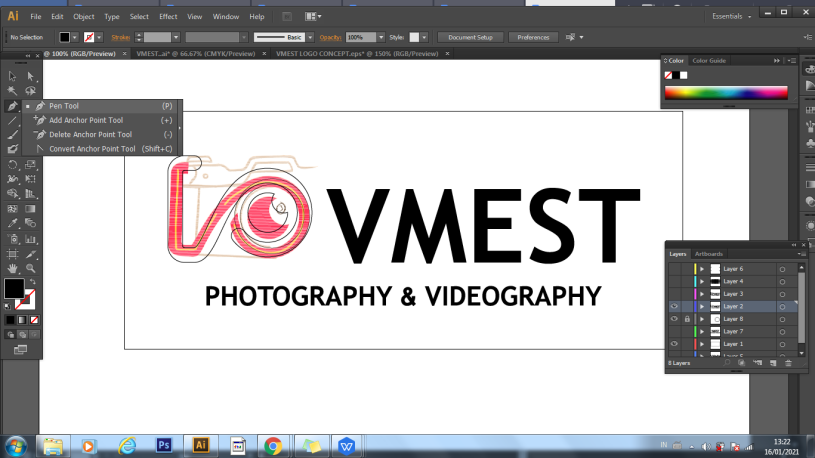 Ai File Edit Object Type Select Effect View Window Help Essentials
No Selection Stroke: Basic Opacity: 100% Style: Document Setup Preferences
@ 100% (RGB/Preview) × VMEST..ai* @ 66.67% (CMYK/Preview) × VMEST LOGO CONCEPT.eps* @ 150% (RGB/Preview) ×
Color Color Guide
Pen Tool (P)
Add Anchor Point Tool (+)
Delete Anchor Point Tool (-)
Convert Anchor Point Tool (Shift+C)
VMEST
PHOTOGRAPHY & VIDEOGRAPHY
Layers Artboards
Layer 6
Layer 4
Layer 3
Layer 2
Layer 8
Layer 7
Layer 1
Layer 5
8 Layers
Ps Ai W
IN 13:22
16/01/2021